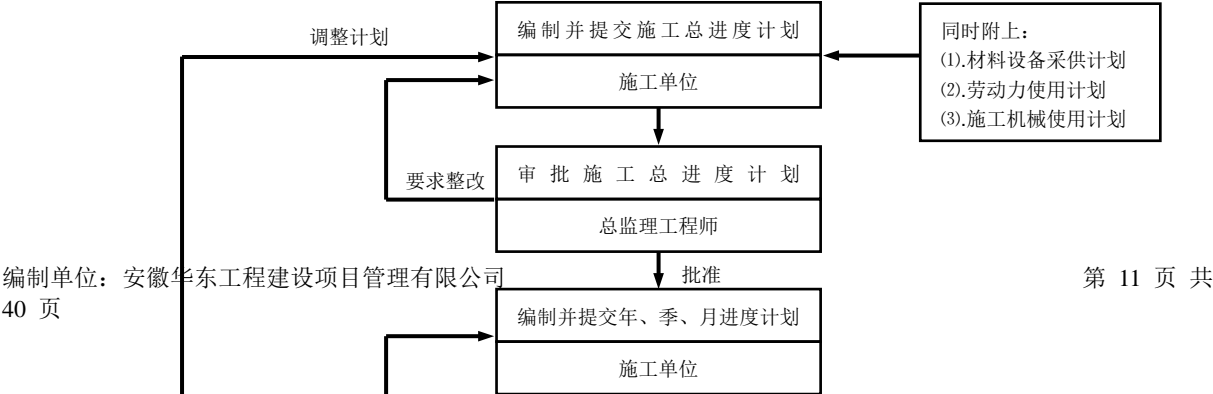 编制并提交施工总进度计划
施工单位
同时附上：
⑴.材料设备采供计划
⑵.劳动力使用计划
⑶.施工机械使用计划
调整计划
审批施工总进度计划
总监理工程师
要求整改
批准
编制单位：安徽华东工程建设项目管理有限公司 第 11 页 共
40 页
编制并提交年、季、月进度计划
施工单位